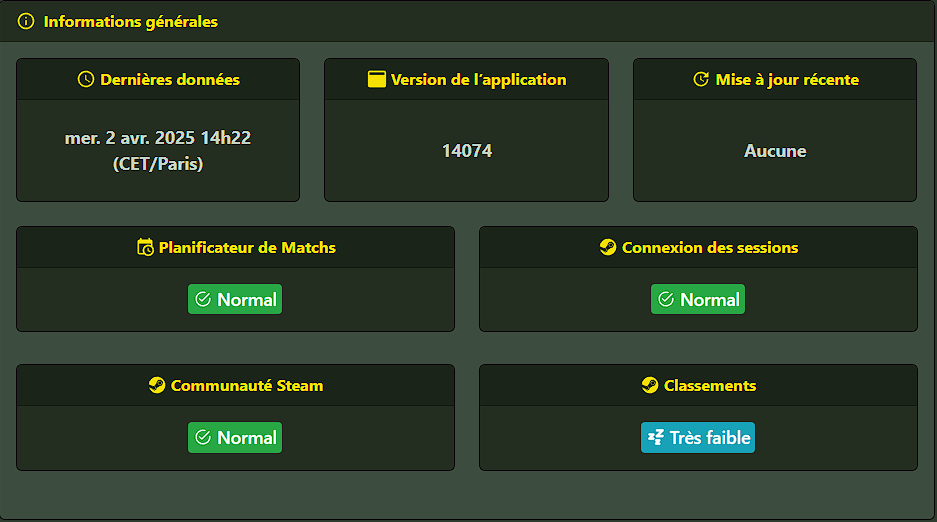 Informations générales
Dernières données
Version de l'application
Mise à jour récente
mer. 2 avr. 2025 14h22
(CET/Paris)
14074
Aucune
Planificateur de Matchs
Connexion des sessions
Normal
Normal
Communauté Steam
Classements
Normal
Très faible